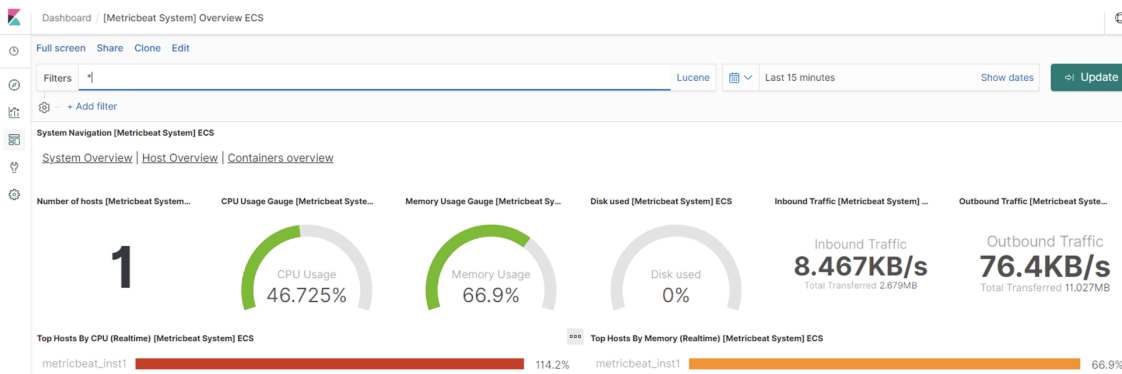 Dashboard / [Metricbeat System] Overview ECS
Full screen Share Clone Edit
Filters * Lucene Last 15 minutes Show dates Update
+ Add filter
System Navigation [Metricbeat System] ECS
System Overview | Host Overview | Containers overview
Number of hosts [Metricbeat System... CPU Usage Gauge [Metricbeat Syste... Memory Usage Gauge [Metricbeat Sy... Disk used [Metricbeat System] ECS Inbound Traffic [Metricbeat System] ... Outbound Traffic [Metricbeat Syste...
1
CPU Usage
46.725%
Memory Usage
66.9%
Disk used
0%
Inbound Traffic
8.467KB/s
Total Transferred 2.679MB
Outbound Traffic
76.4KB/s
Total Transferred 11.027MB
Top Hosts By CPU (Realtime) [Metricbeat System] ECS
metricbeat_inst1 114.2%
Top Hosts By Memory (Realtime) [Metricbeat System] ECS
metricbeat_inst1 66.9%